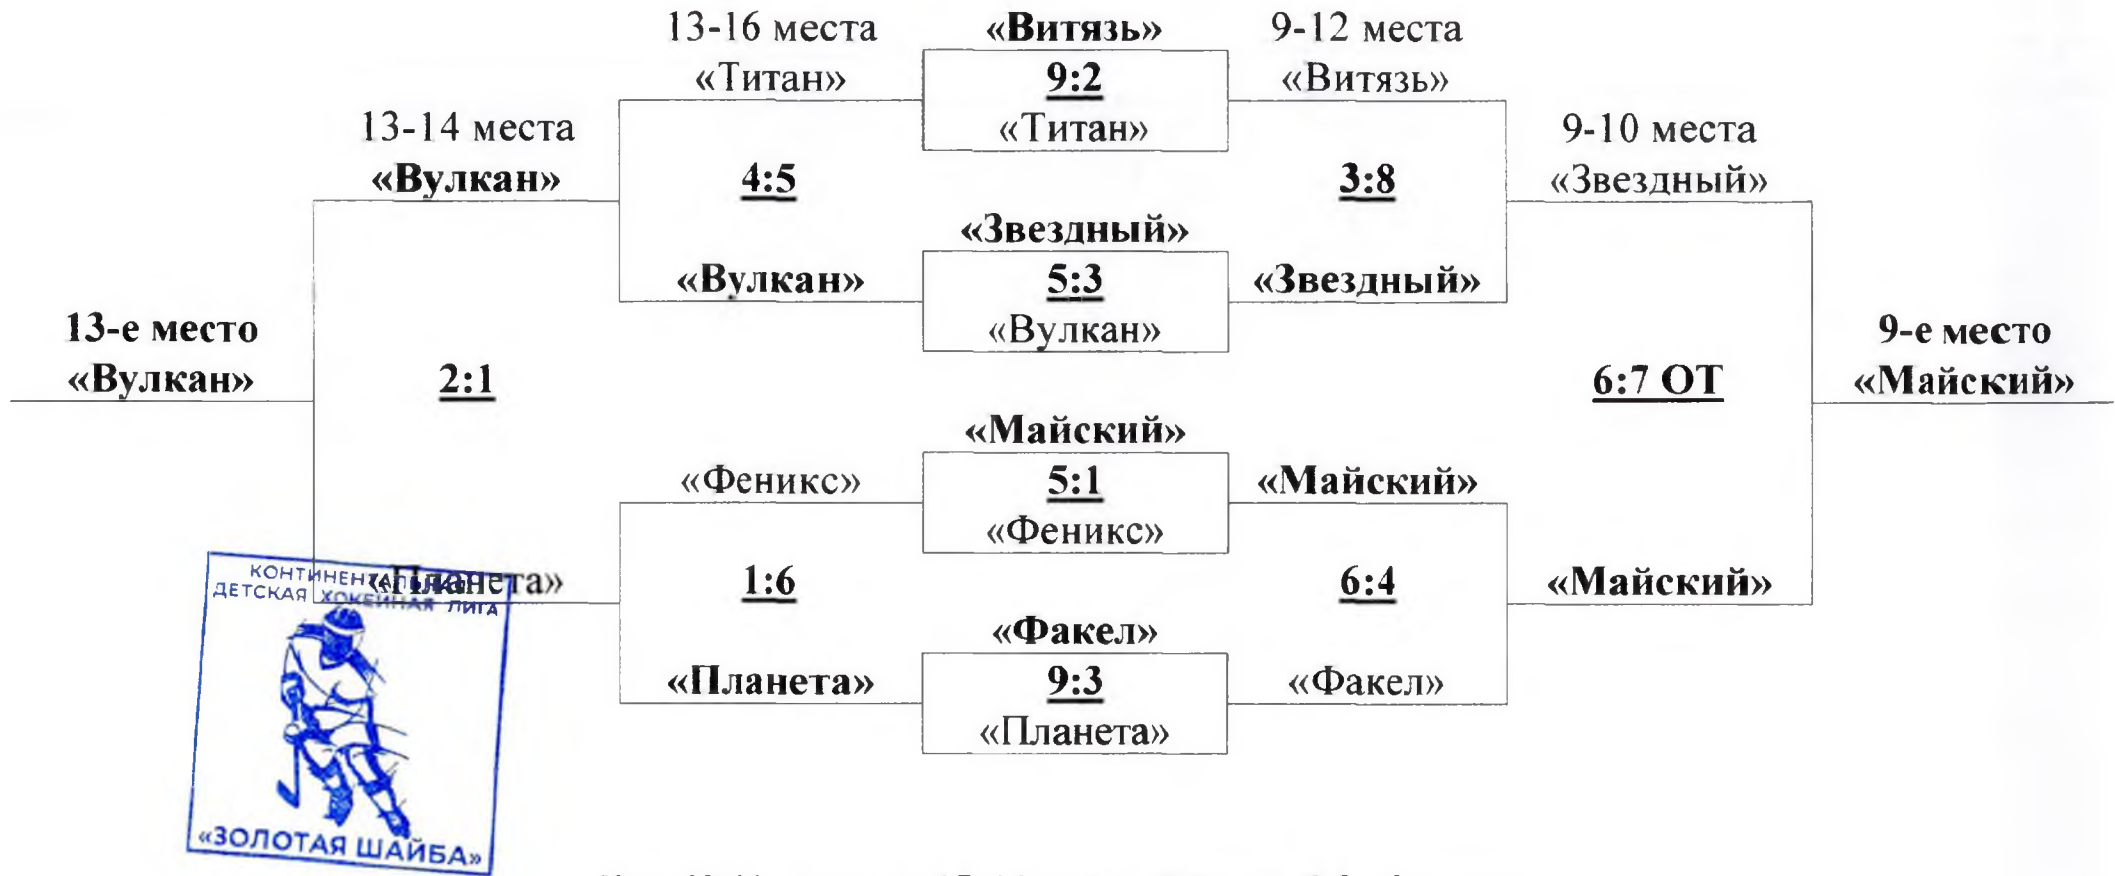 13-16 места
«Витязь»
9-12 места
«Титан»
9:2
«Витязь»
13-14 места
«Титан»
9-10 места
«Вулкан»
4:5
3:8
«Звездный»
«Звездный»
«Вулкан»
5:3
«Звездный»
13-е место
«Вулкан»
9-е место
«Вулкан»
2:1
6:7 ОТ
«Майский»
«Майский»
«Феникс»
5:1
«Майский»
«Феникс»
«Планета»
1:6
6:4
«Майский»
«Факел»
«Планета»
9:3
«Факел»
«Планета»
КОНТИНЕНТАЛЬНАЯ
ДЕТСКАЯ ХОККЕЙНАЯ ЛИГА
«ЗОЛОТАЯ ШАЙБА»